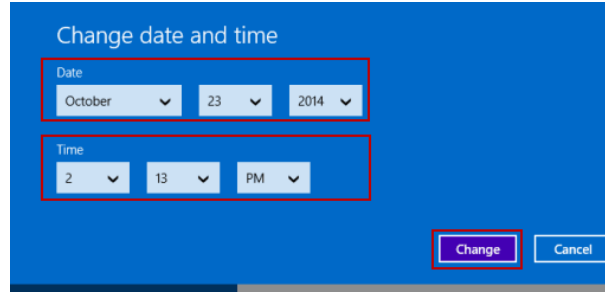 Change date and time
Date
October 23 2014
Time
2 13 PM
Change Cancel